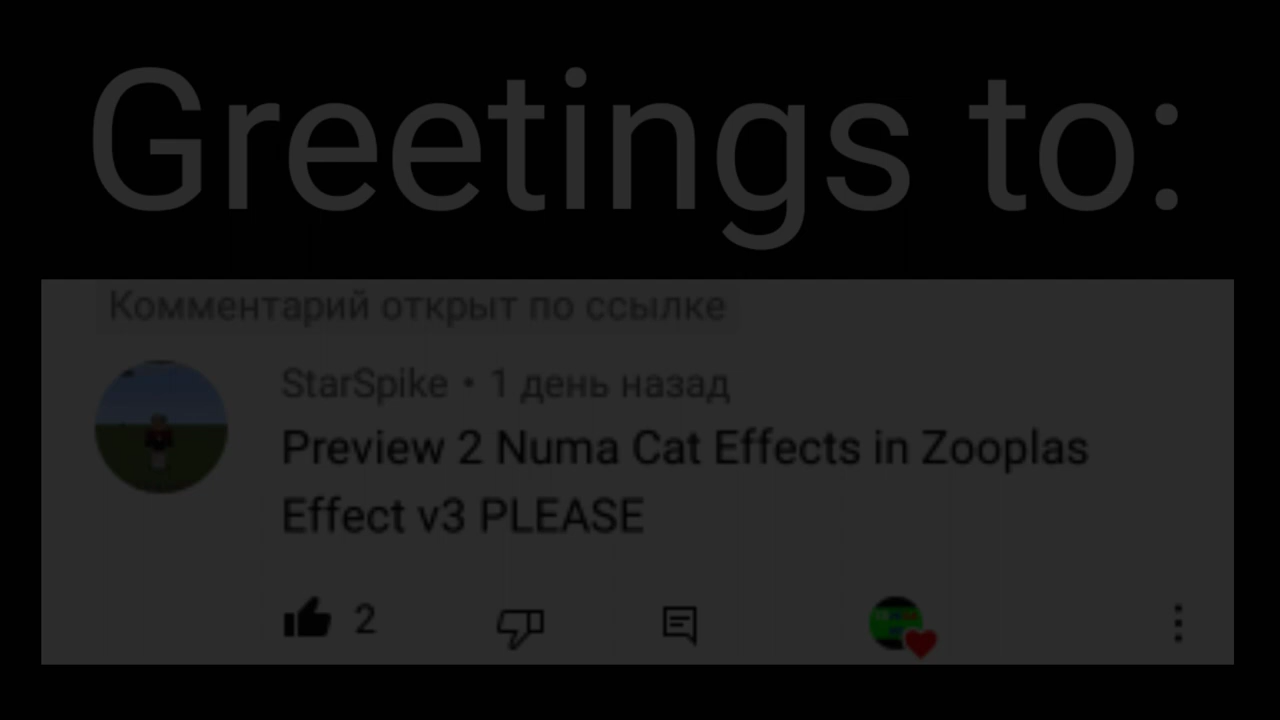 Greetings to:
Комментарий открыт по ссылке
StarSpike • 1 день назад
Preview 2 Numa Cat Effects in Zooplas
Effect v3 PLEASE
2